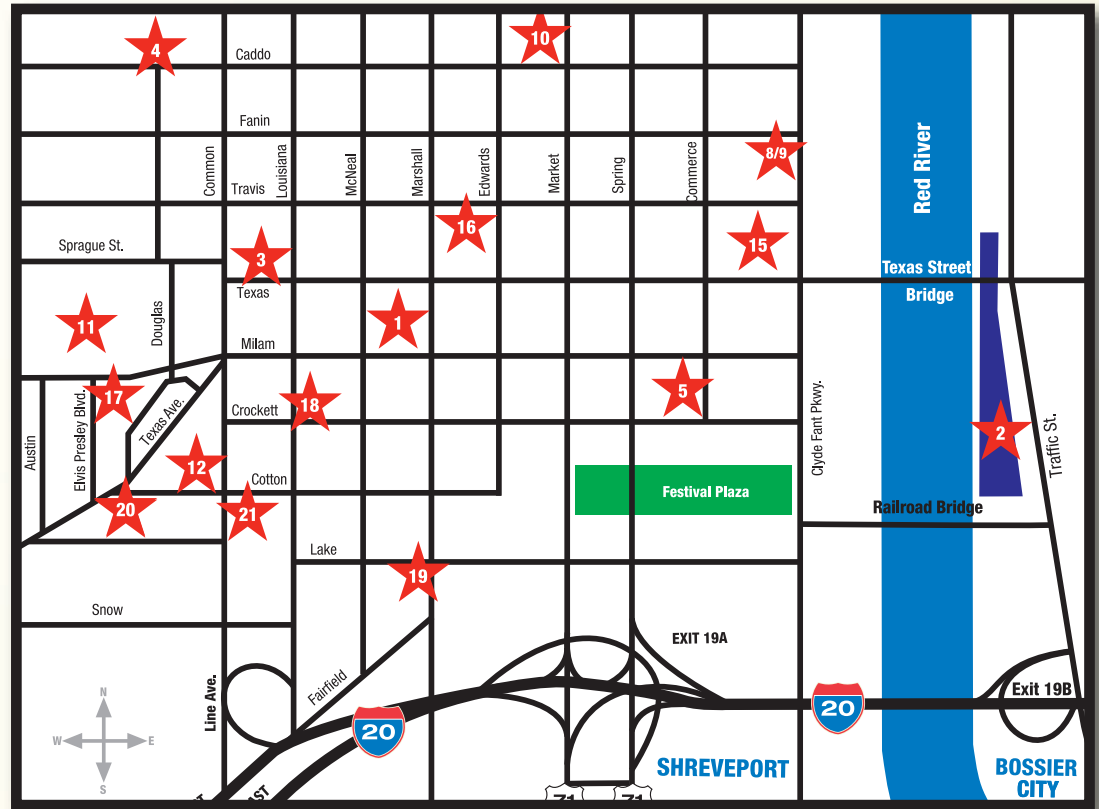 4
10
Caddo
Fanin
8/9
Common
Travis
Louisiana
McNeal
Marshall
Edwards
Market
Spring
Commerce
Red River
16
15
Sprague St.
3
Texas Street
Bridge
Texas
11
1
Douglas
Milam
17
18
5
Crockett
Clyde Fant Pkwy.
2
Traffic St.
Austin
Elvis Presley Blvd.
Texas Ave.
12
Cotton
Festival Plaza
20
21
Railroad Bridge
Lake
19
Snow
EXIT 19A
Line Ave.
Fairfield
Exit 19B
20
20
N
W E
S
SHREVEPORT
BOSSIER
CITY
71
71